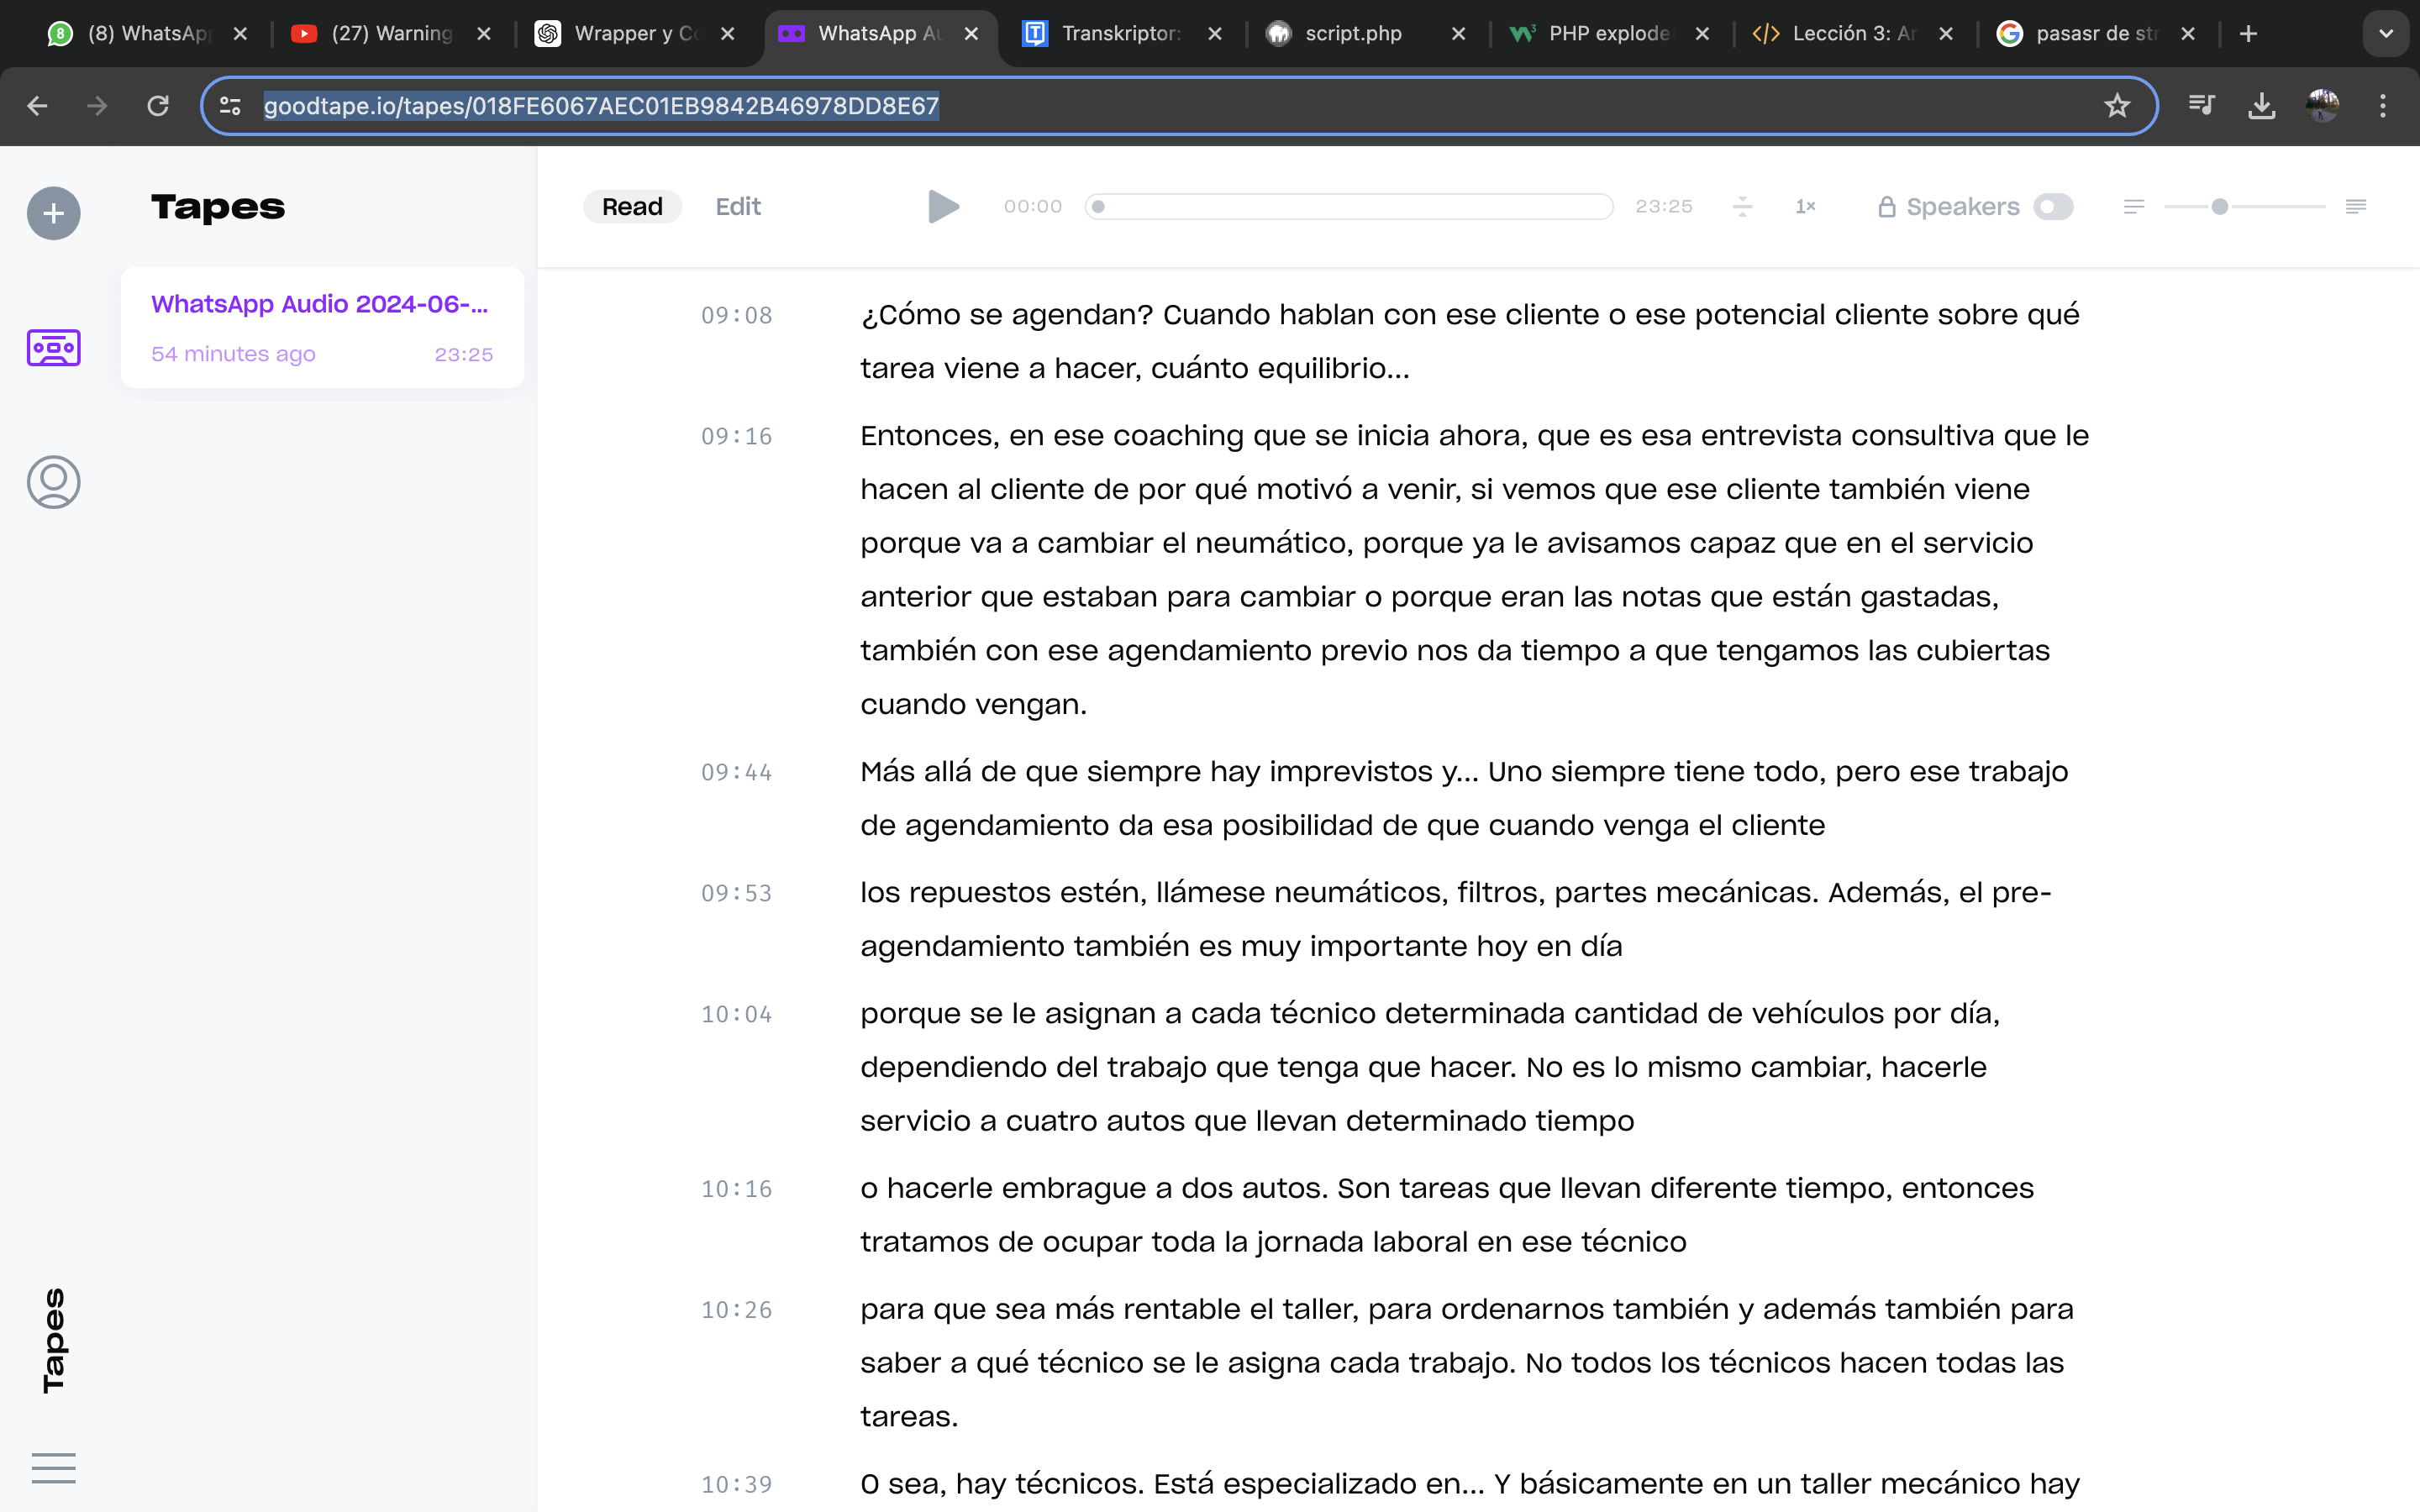 (8) WhatsAp
(27) Warning
Wrapper y Co
WhatsApp Au
Transkriptor:
script.php
PHP explode
Lección 3: Ar
pasasr de str
goodtape.io/tapes/018FE6067AEC01EB9842B46978DD8E67
Tapes
WhatsApp Audio 2024-06-...
54 minutes ago 23:25
Tapes
Read Edit 00:00 23:25 1× Speakers
09:08 ¿Cómo se agendan? Cuando hablan con ese cliente o ese potencial cliente sobre qué
tarea viene a hacer, cuánto equilibrio...
09:16 Entonces, en ese coaching que se inicia ahora, que es esa entrevista consultiva que le
hacen al cliente de por qué motivó a venir, si vemos que ese cliente también viene
porque va a cambiar el neumático, porque ya le avisamos capaz que en el servicio
anterior que estaban para cambiar o porque eran las notas que están gastadas,
también con ese agendamiento previo nos da tiempo a que tengamos las cubiertas
cuando vengan.
09:44 Más allá de que siempre hay imprevistos y... Uno siempre tiene todo, pero ese trabajo
de agendamiento da esa posibilidad de que cuando venga el cliente
09:53 los repuestos estén, llámese neumáticos, filtros, partes mecánicas. Además, el pre-
agendamiento también es muy importante hoy en día
10:04 porque se le asignan a cada técnico determinada cantidad de vehículos por día,
dependiendo del trabajo que tenga que hacer. No es lo mismo cambiar, hacerle
servicio a cuatro autos que llevan determinado tiempo
10:16 o hacerle embrague a dos autos. Son tareas que llevan diferente tiempo, entonces
tratamos de ocupar toda la jornada laboral en ese técnico
10:26 para que sea más rentable el taller, para ordenarnos también y además también para
saber a qué técnico se le asigna cada trabajo. No todos los técnicos hacen todas las
tareas.
10:39 O sea, hay técnicos. Está especializado en... Y básicamente en un taller mecánico hay